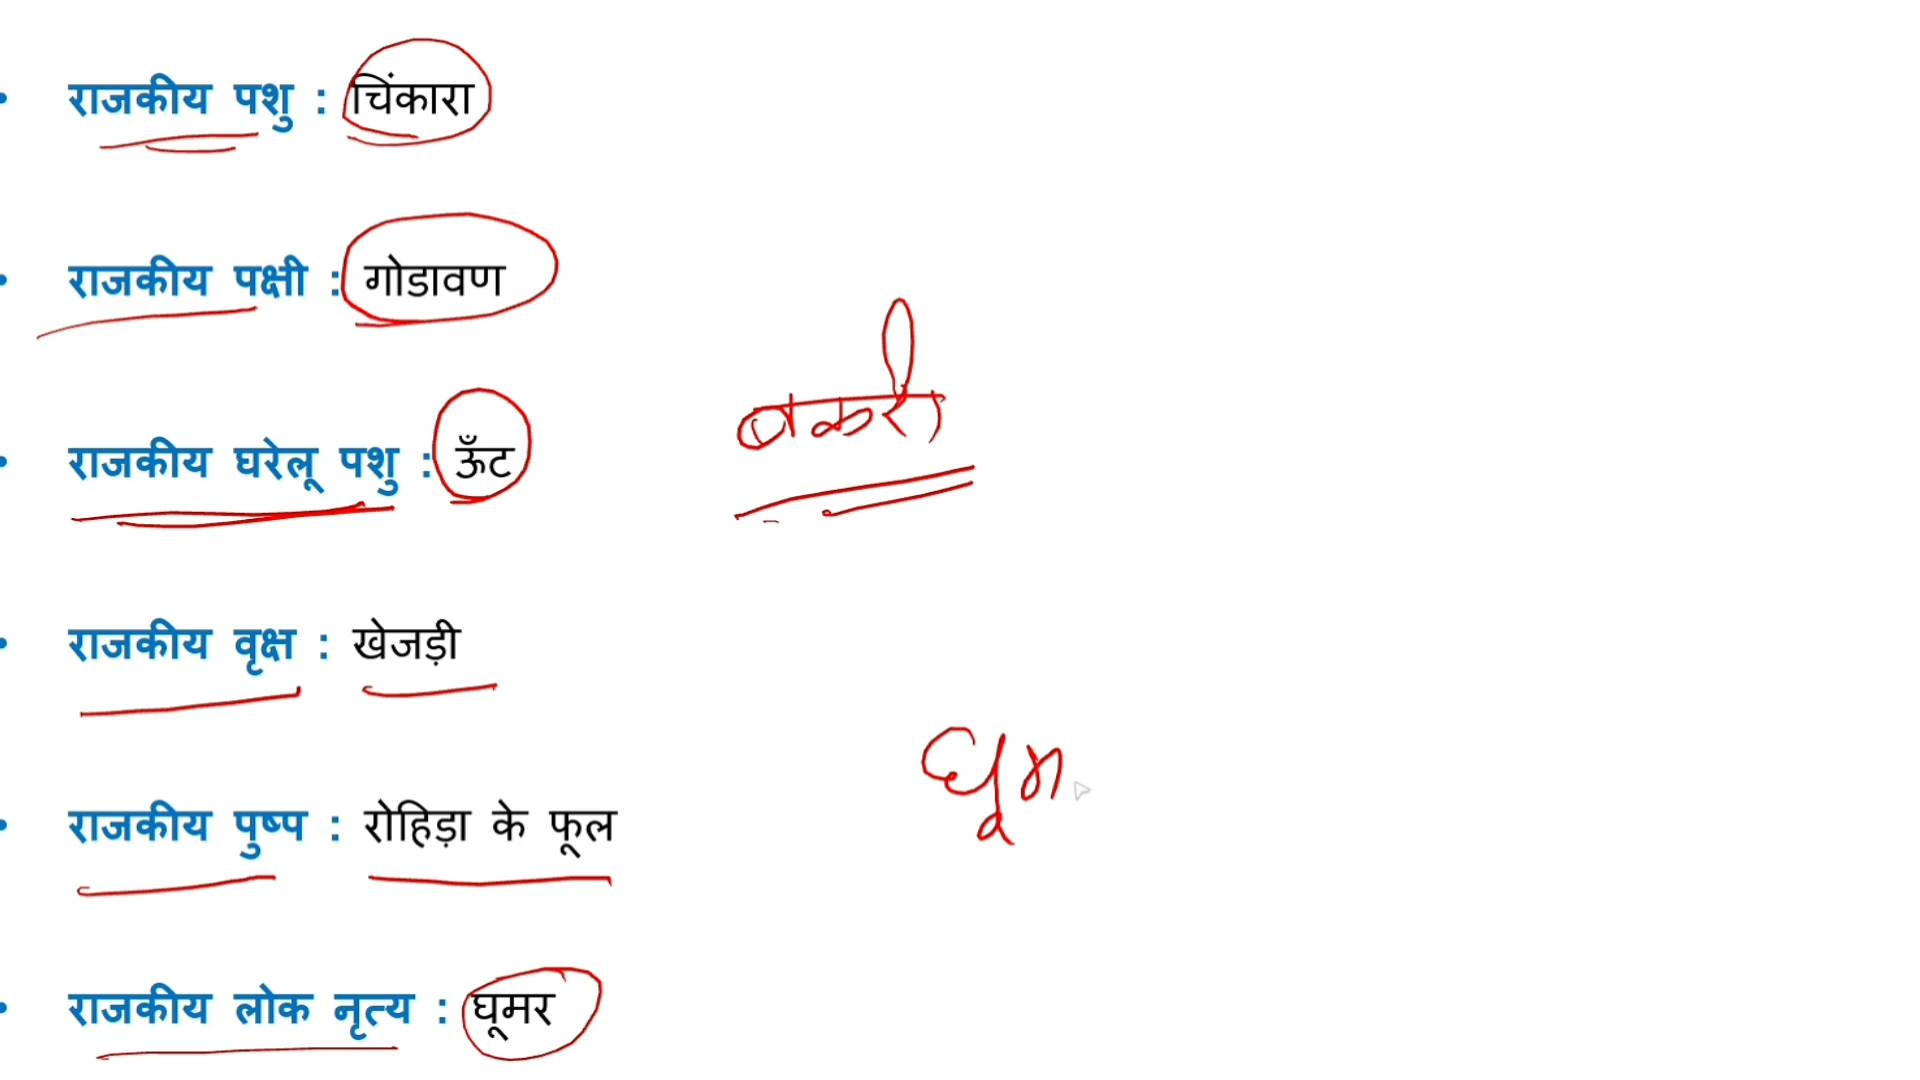 • राजकीय पशु : चिंकारा
• राजकीय पक्षी : गोडावण
बकरी
• राजकीय घरेलू पशु : ऊँट
• राजकीय वृक्ष : खेजड़ी
घूम
• राजकीय पुष्प : रोहिड़ा के फूल
• राजकीय लोक नृत्य : घूमर